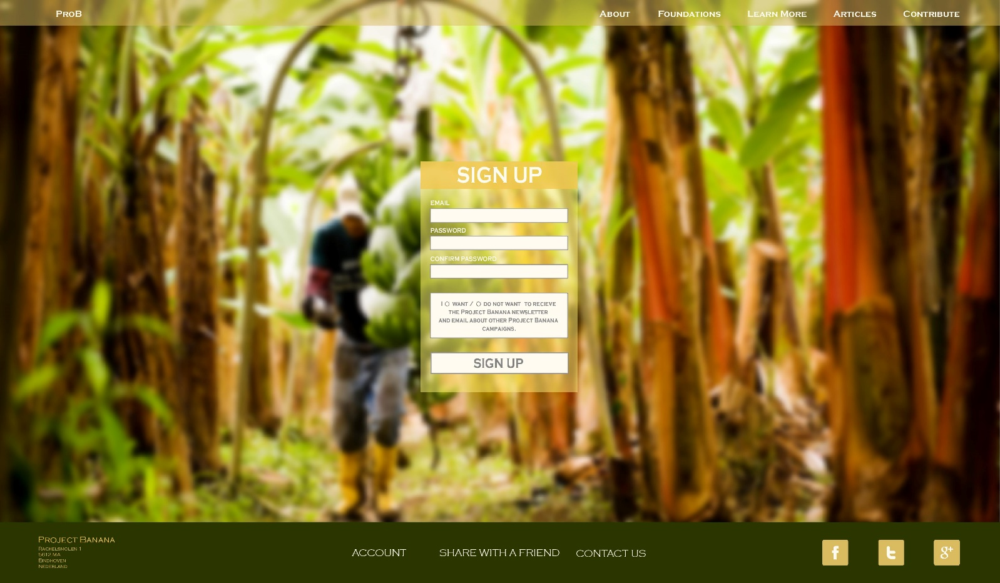 ProB
About Foundations Learn More Articles Contribute
SIGN UP
EMAIL
PASSWORD
CONFIRM PASSWORD
I O WANT / O DO NOT WANT TO RECIEVE
THE PROJECT BANANA NEWSLETTER
AND EMAIL ABOUT OTHER PROJECT BANANA
CAMPAIGNS.
SIGN UP
PROJECT BANANA
RACHELSMOLEN 1
5612 MA
EINDHOVEN
NEDERLAND
ACCOUNT SHARE WITH A FRIEND CONTACT US
f t g+